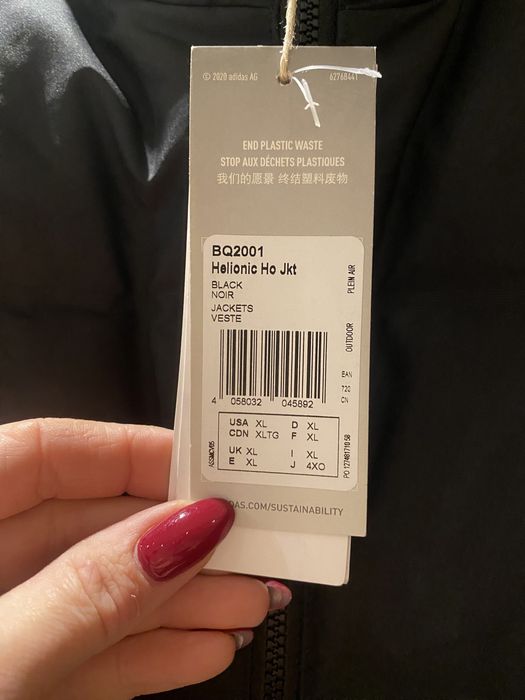 © 2020 adidas AG 62768441
END PLASTIC WASTE
STOP AUX DÉCHETS PLASTIQUES
我们的愿景 终结塑料废物
BQ2001
Helionic Ho Jkt
BLACK
NOIR
JACKETS
VESTE
PLEIN AIR
OUTDOOR
EAN
720
CN
4 058032 045892
USA XL D XL
CDN XLTG F XL
UK XL I XL
E XL J 4XO
DAS.COM/SUSTAINABILITY